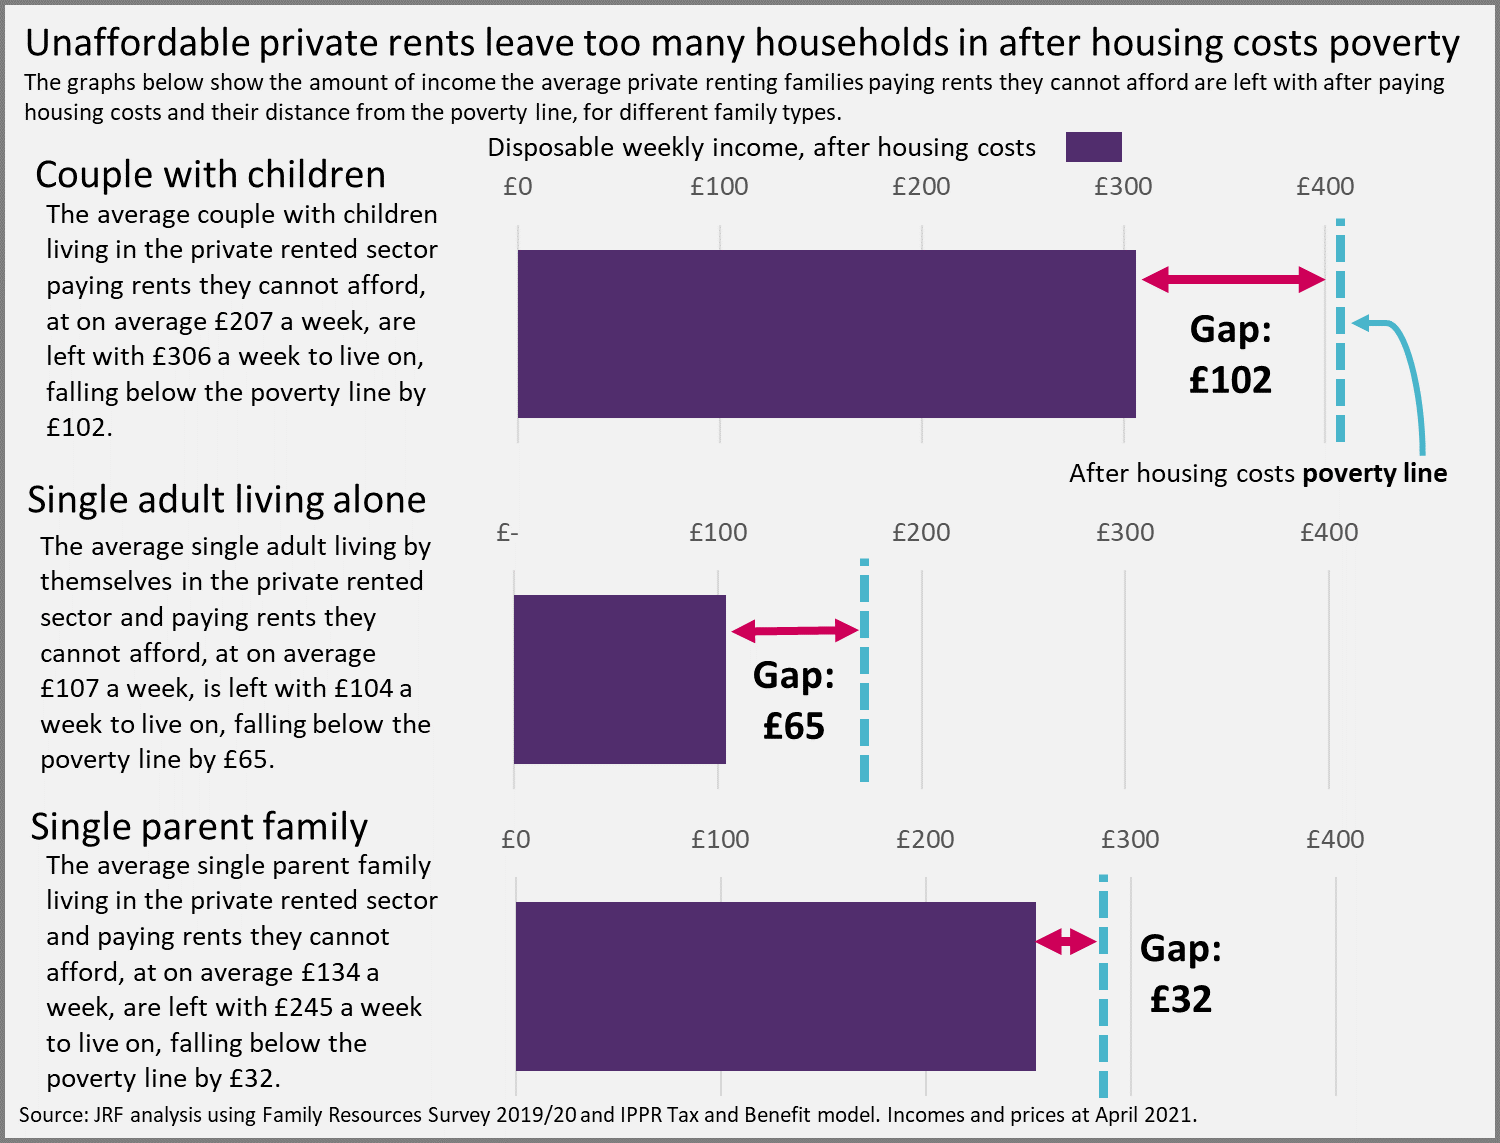 Unaffordable private rents leave too many households in after housing costs poverty
The graphs below show the amount of income the average private renting families paying rents they cannot afford are left with after paying
housing costs and their distance from the poverty line, for different family types.
Disposable weekly income, after housing costs
Couple with children
The average couple with children
living in the private rented sector
paying rents they cannot afford,
at on average £207 a week, are
left with £306 a week to live on,
falling below the poverty line by
£102.
£0 £100 £200 £300 £400
Gap:
£102
After housing costs poverty line
Single adult living alone
The average single adult living by
themselves in the private rented
sector and paying rents they
cannot afford, at on average
£107 a week, is left with £104 a
week to live on, falling below the
poverty line by £65.
£- £100 £200 £300 £400
Gap:
£65
Single parent family
The average single parent family
living in the private rented sector
and paying rents they cannot
afford, at on average £134 a
week, are left with £245 a week
to live on, falling below the
poverty line by £32.
£0 £100 £200 £300 £400
Gap:
£32
Source: JRF analysis using Family Resources Survey 2019/20 and IPPR Tax and Benefit model. Incomes and prices at April 2021.